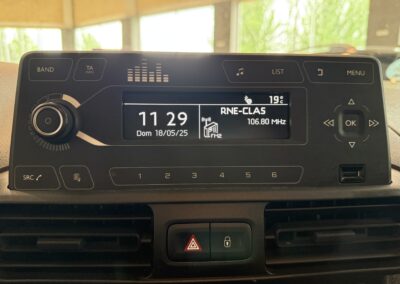 BAND
TA
LIST
MENU
19
11 29
Dom 18/05/25
RNE-CLAS
106.80 MHz
FM2
OK
SRC
1 2 3 4 5 6